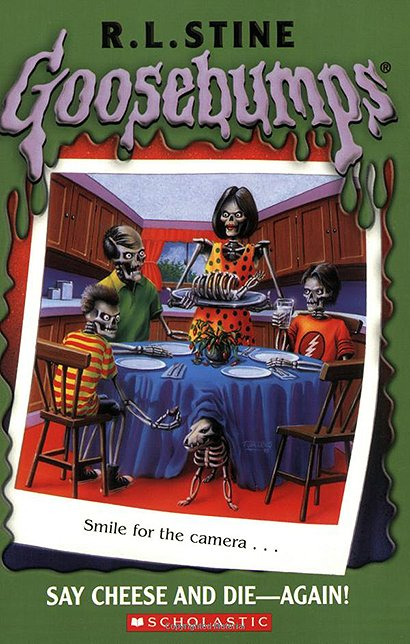 R.L.STINE
Goosebumps®
Smile for the camera . . .
SAY CHEESE AND DIE—AGAIN!
SCHOLASTIC